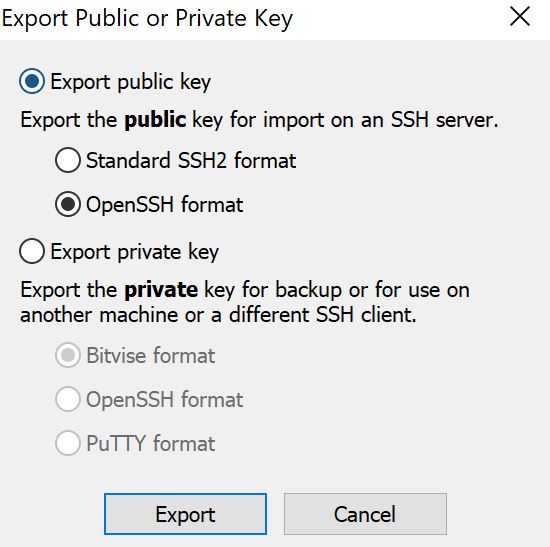 Export Public or Private Key
Export public key
Export the public key for import on an SSH server.
Standard SSH2 format
OpenSSH format
Export private key
Export the private key for backup or for use on
another machine or a different SSH client.
Bitvise format
OpenSSH format
PuTTY format
Export Cancel